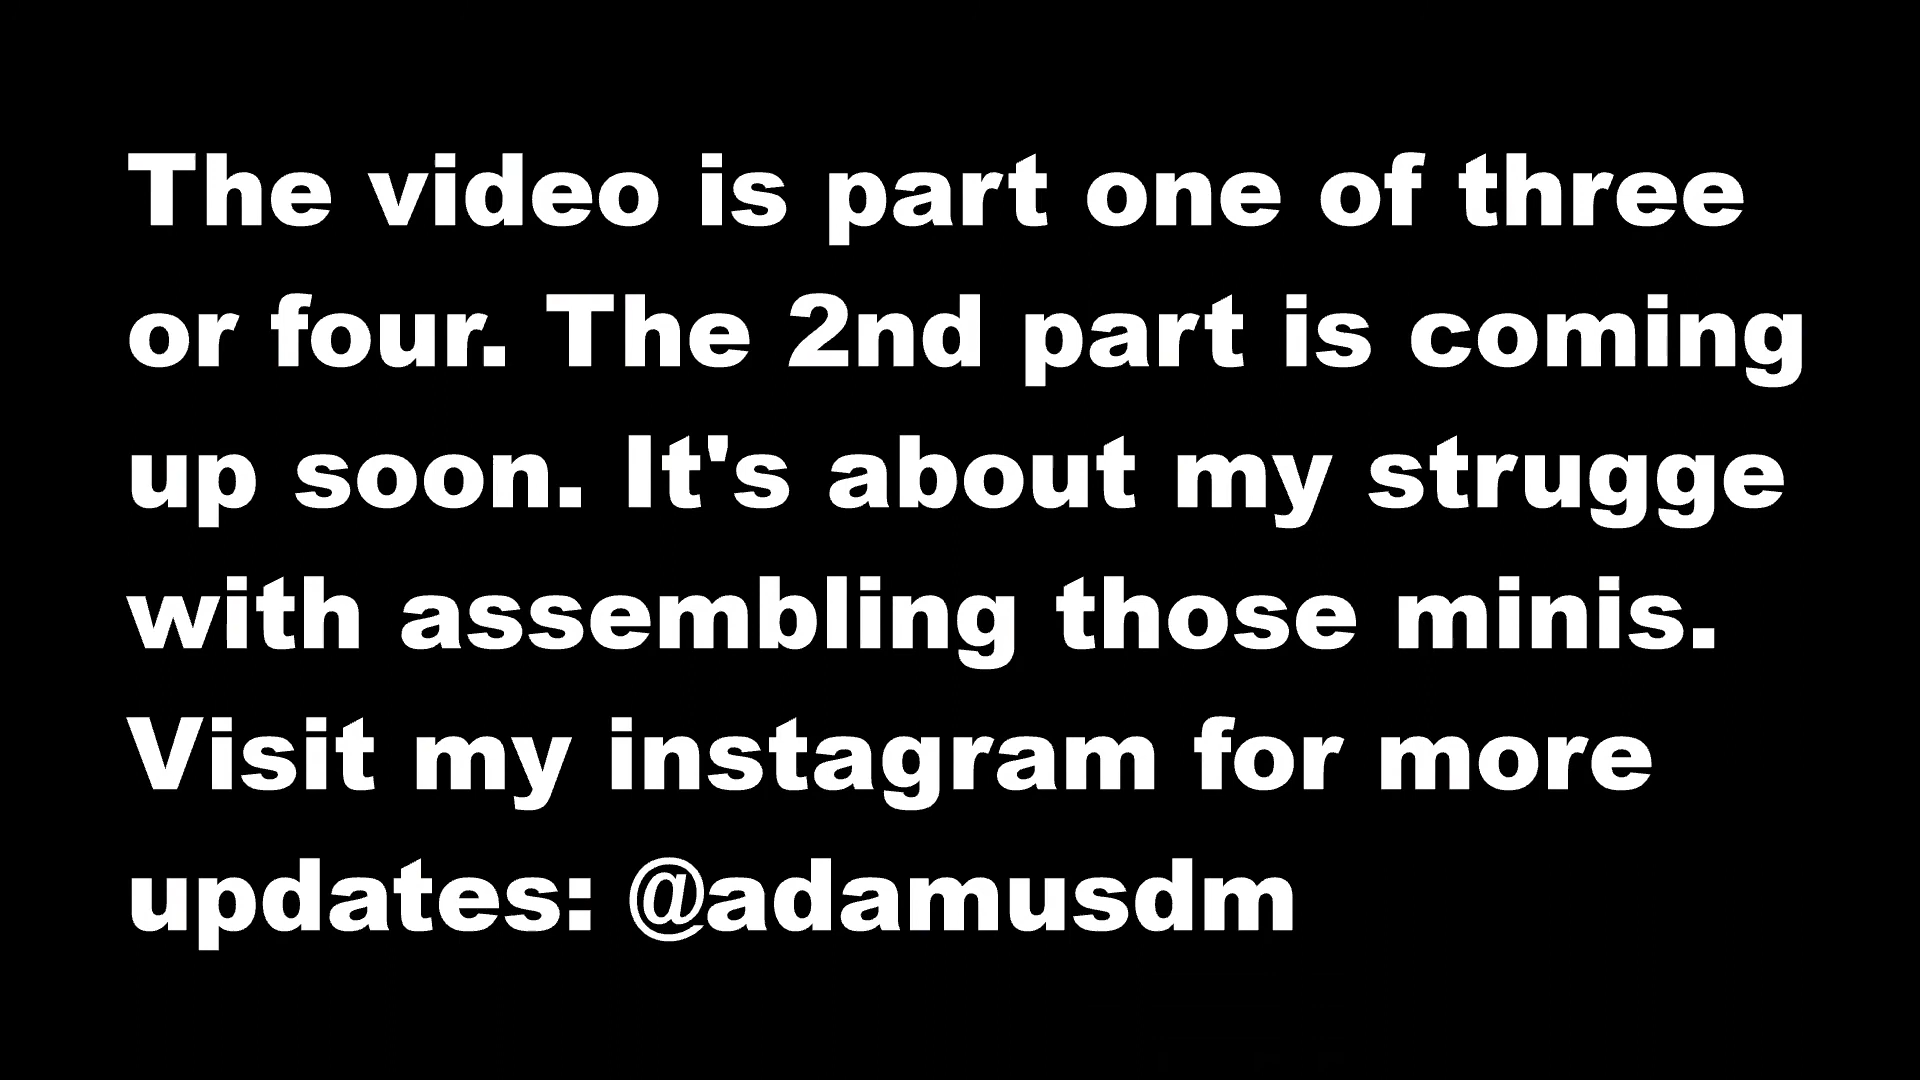 The video is part one of three
or four. The 2nd part is coming
up soon. It's about my strugge
with assembling those minis.
Visit my instagram for more
updates: @adamusdm